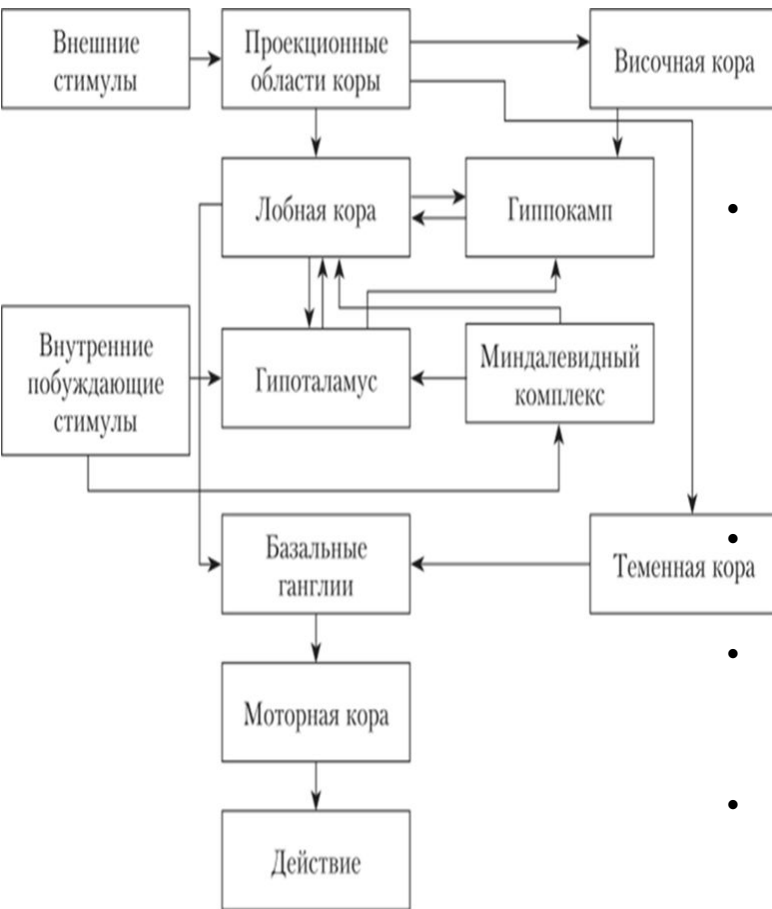 Внешние
стимулы
Проекционные
области коры
Височная кора
Лобная кора
Гиппокамп
Внутренние
побуждающие
стимулы
Гипоталамус
Миндалевидный
комплекс
Базальные
ганглии
Теменная кора
Моторная кора
Действие